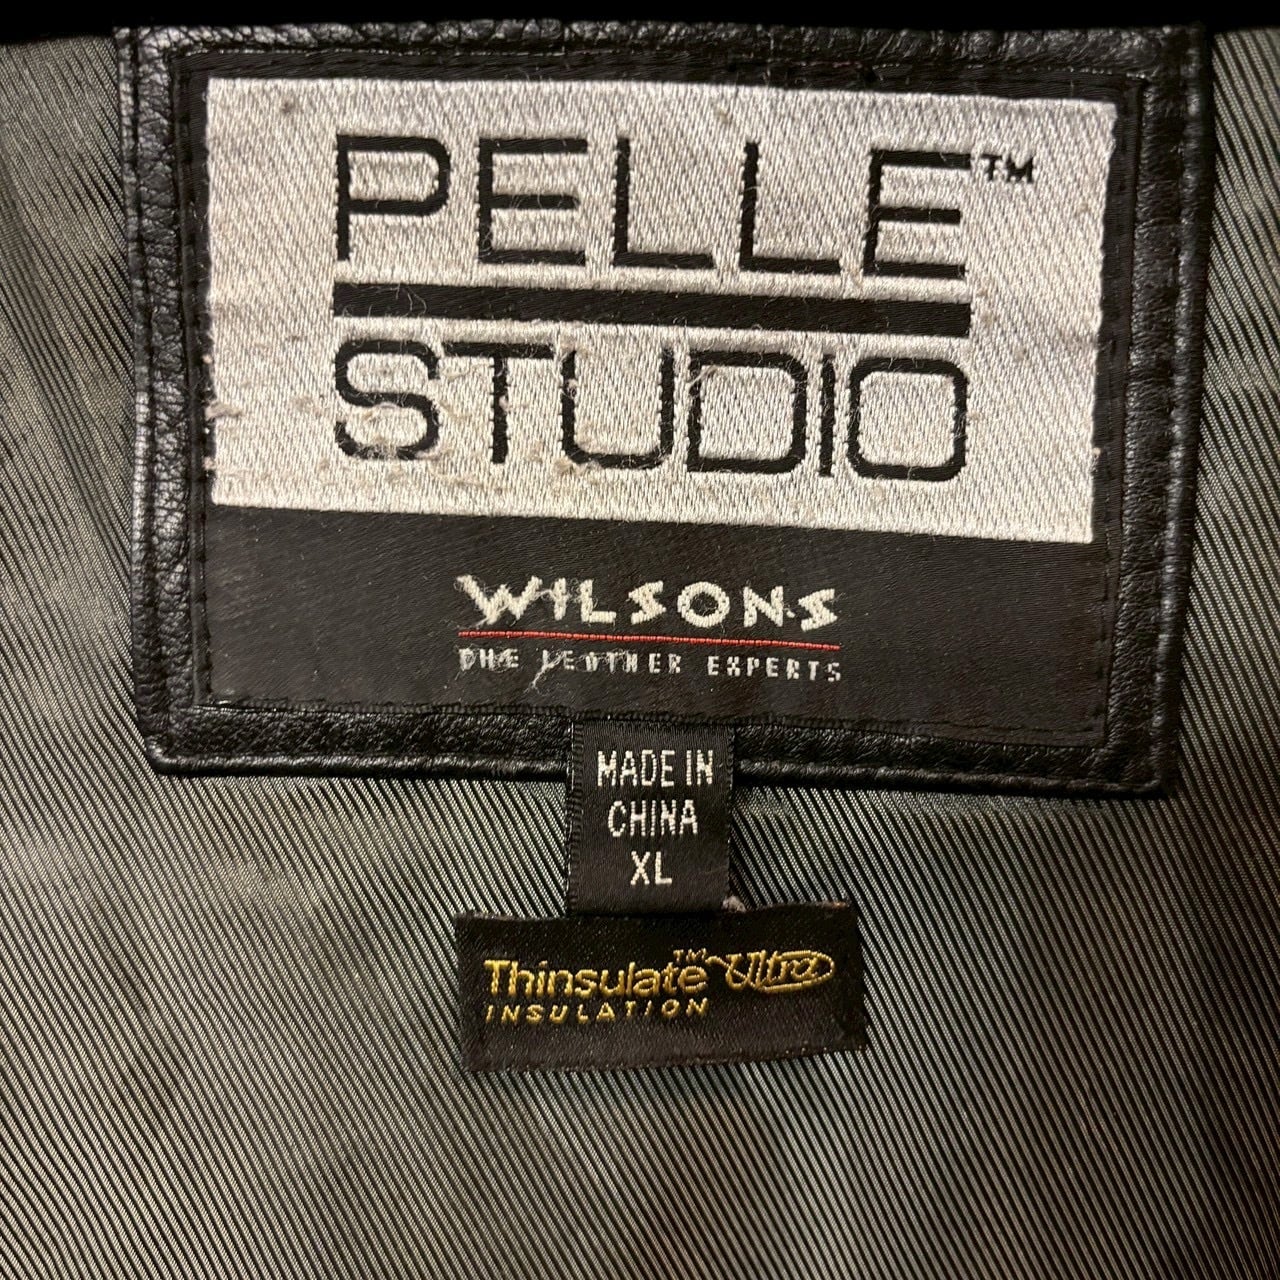 PELLE™
STUDIO
WILSONS
THE LEATHER EXPERTS
MADE IN
CHINA
XL
Thinsulate™ Ultra
INSULATION